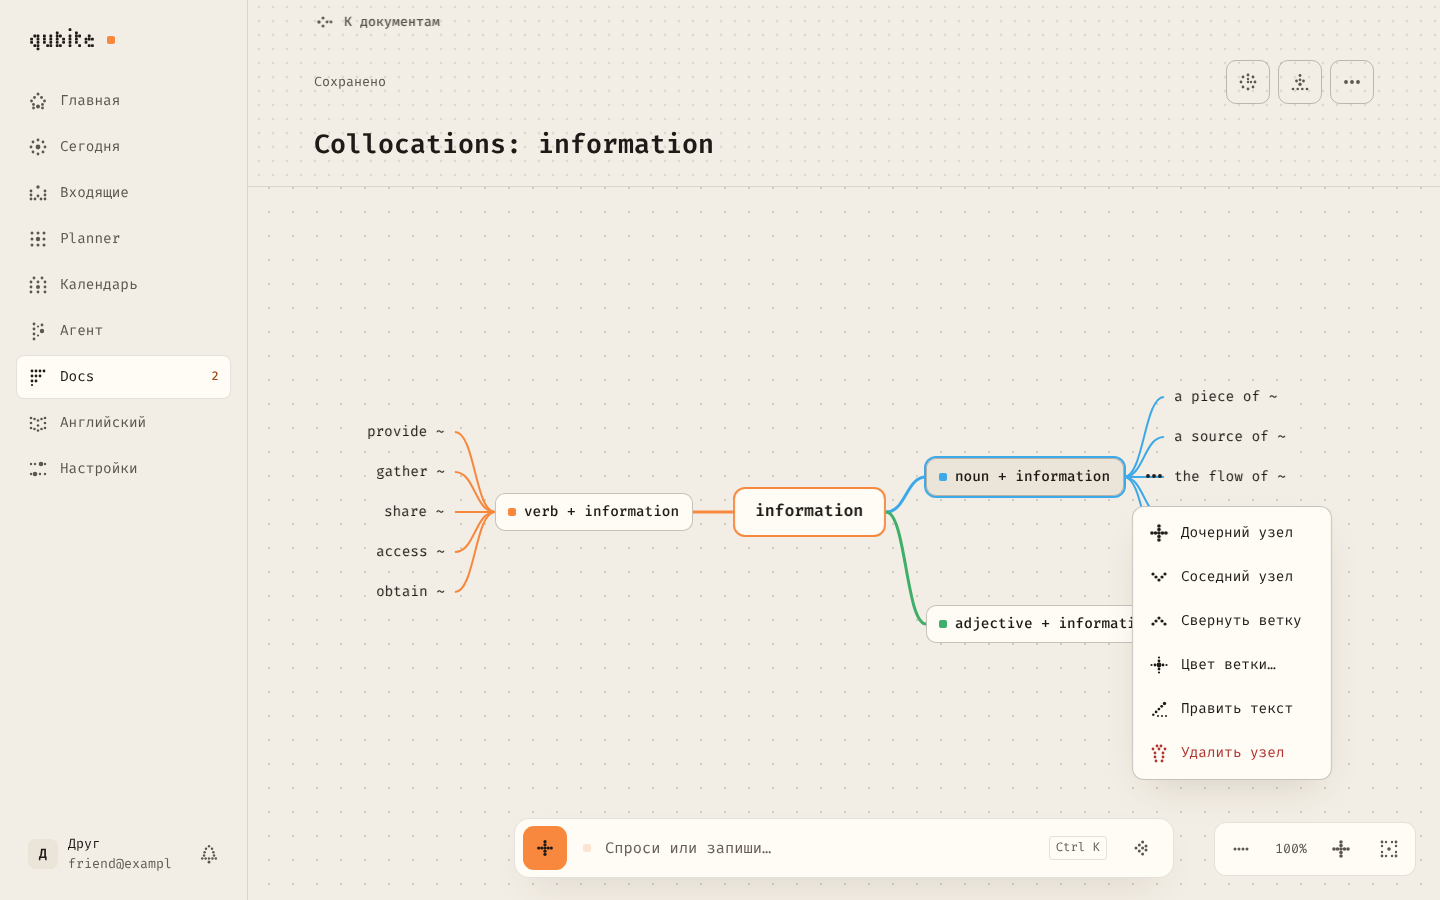 qubite
Главная
Сегодня
Входящие
Planner
Календарь
Агент
Docs 2
Английский
Настройки
Д
Друг
friend@exampl
К документам
Сохранено
Collocations: information
provide ~
gather ~
share ~
access ~
obtain ~
verb + information
information
noun + information
adjective + informati
a piece of ~
a source of ~
the flow of ~
Дочерний узел
Соседний узел
Свернуть ветку
Цвет ветки…
Править текст
Удалить узел
Спроси или запиши…
Ctrl K
100%